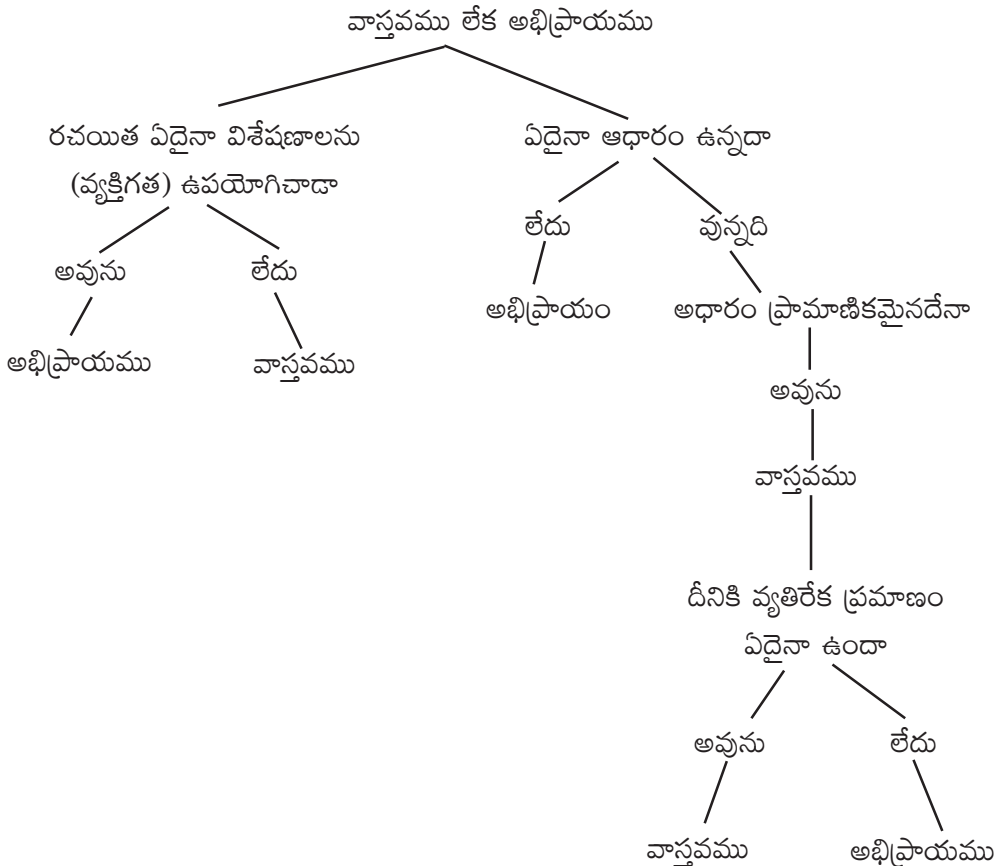 వాస్తవము లేక అభిప్రాయము
రచయిత ఏదైనా విశేషణాలను
(వ్యక్తిగత) ఉపయోగిచాడా
అవును
లేదు
అభిప్రాయము
వాస్తవము
ఏదైనా ఆధారం ఉన్నదా
లేదు
వున్నది
అభిప్రాయం
అధారం ప్రామాణికమైనదేనా
అవును
వాస్తవము
దీనికి వ్యతిరేక ప్రమాణం
ఏదైనా ఉందా
అవును
లేదు
వాస్తవము
అభిప్రాయము